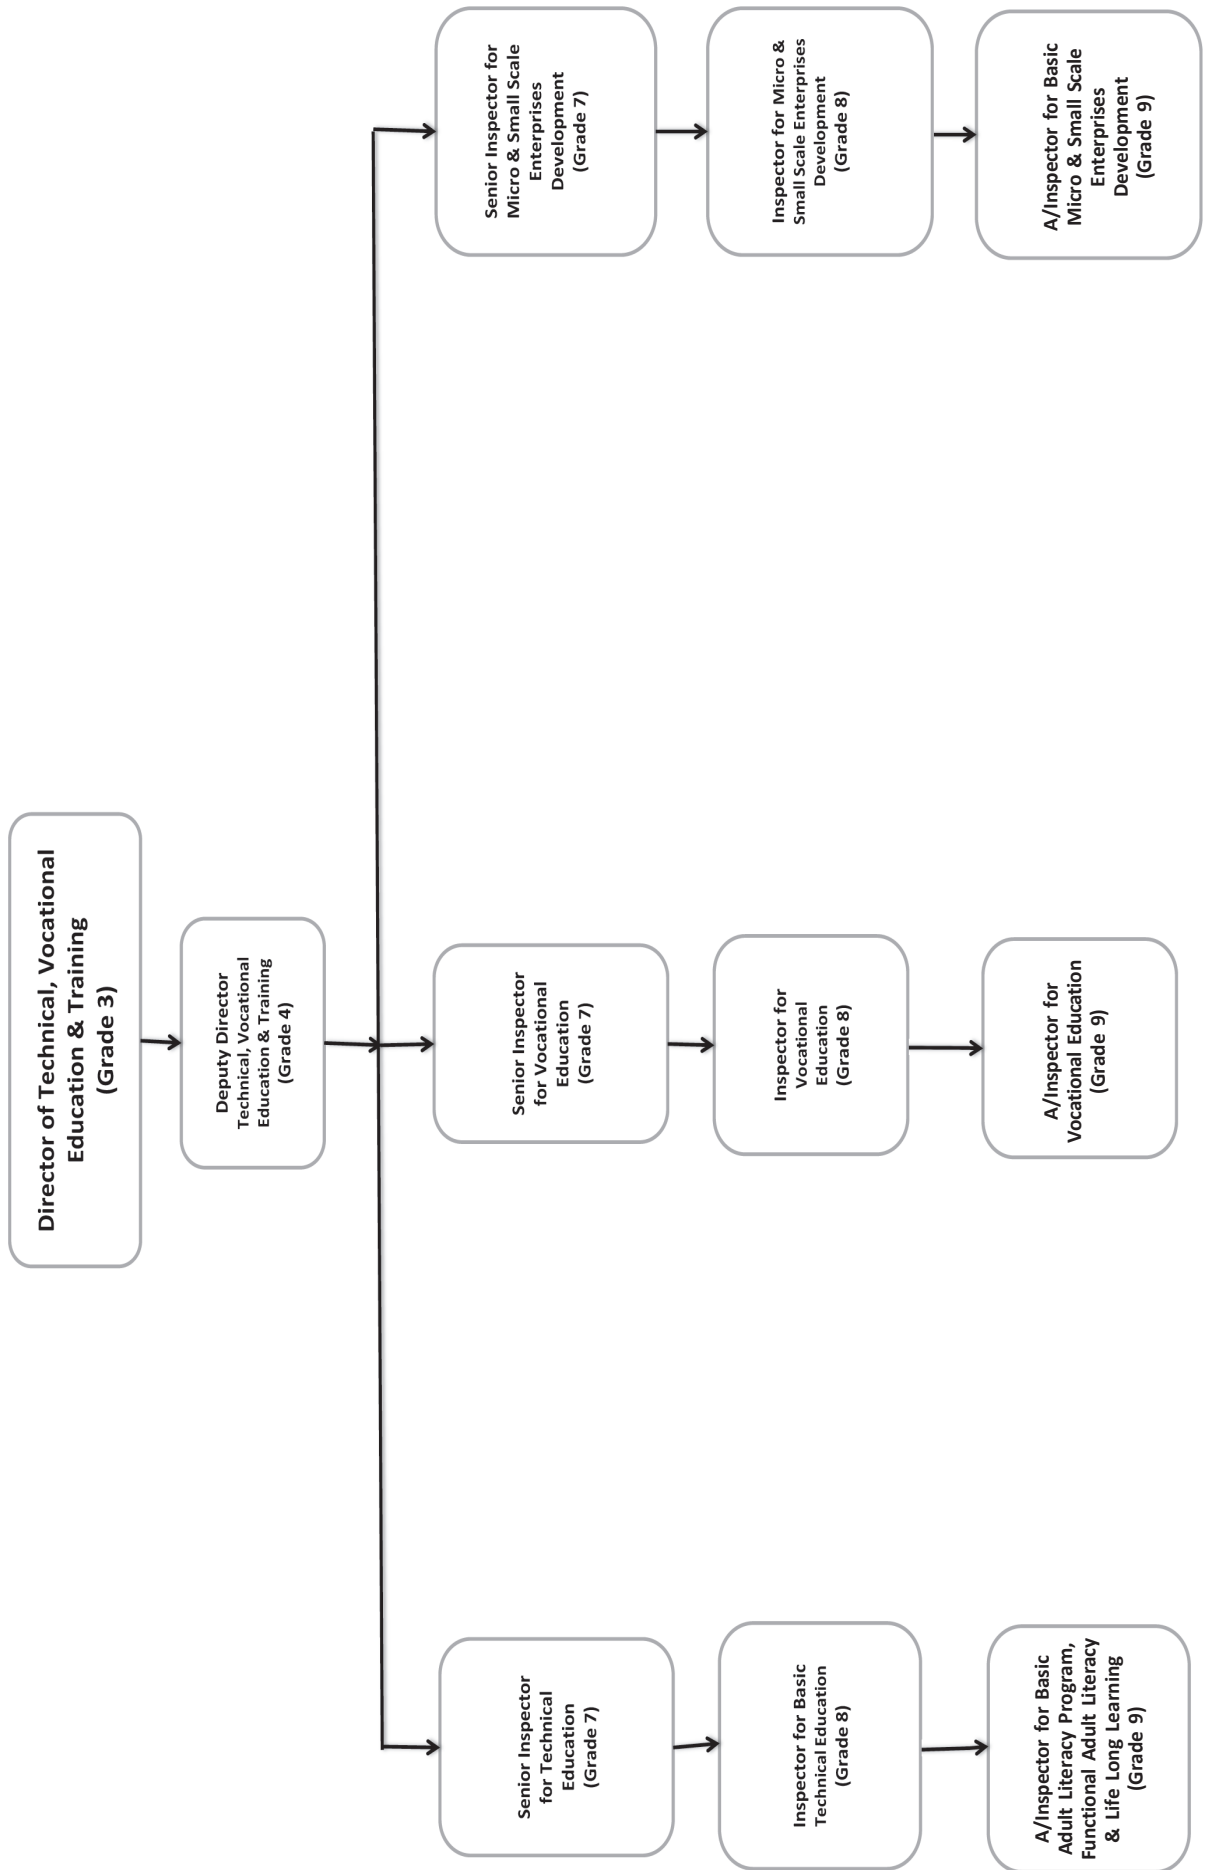 Director of Technical, Vocational
Education & Training
(Grade 3)
Deputy Director
Technical, Vocational
Education & Training
(Grade 4)
Senior Inspector
for Technical
Education
(Grade 7)
Senior Inspector
for Vocational
Education
(Grade 7)
Senior Inspector for
Micro & Small Scale
Enterprises
Development
(Grade 7)
Inspector for Basic
Technical Education
(Grade 8)
Inspector for
Vocational
Education
(Grade 8)
Inspector for Micro &
Small Scale Enterprises
Development
(Grade 8)
A/Inspector for Basic
Adult Literacy Program,
Functional Adult Literacy
& Life Long Learning
(Grade 9)
A/Inspector for
Vocational Education
(Grade 9)
A/Inspector for Basic
Micro & Small Scale
Enterprises
Development
(Grade 9)